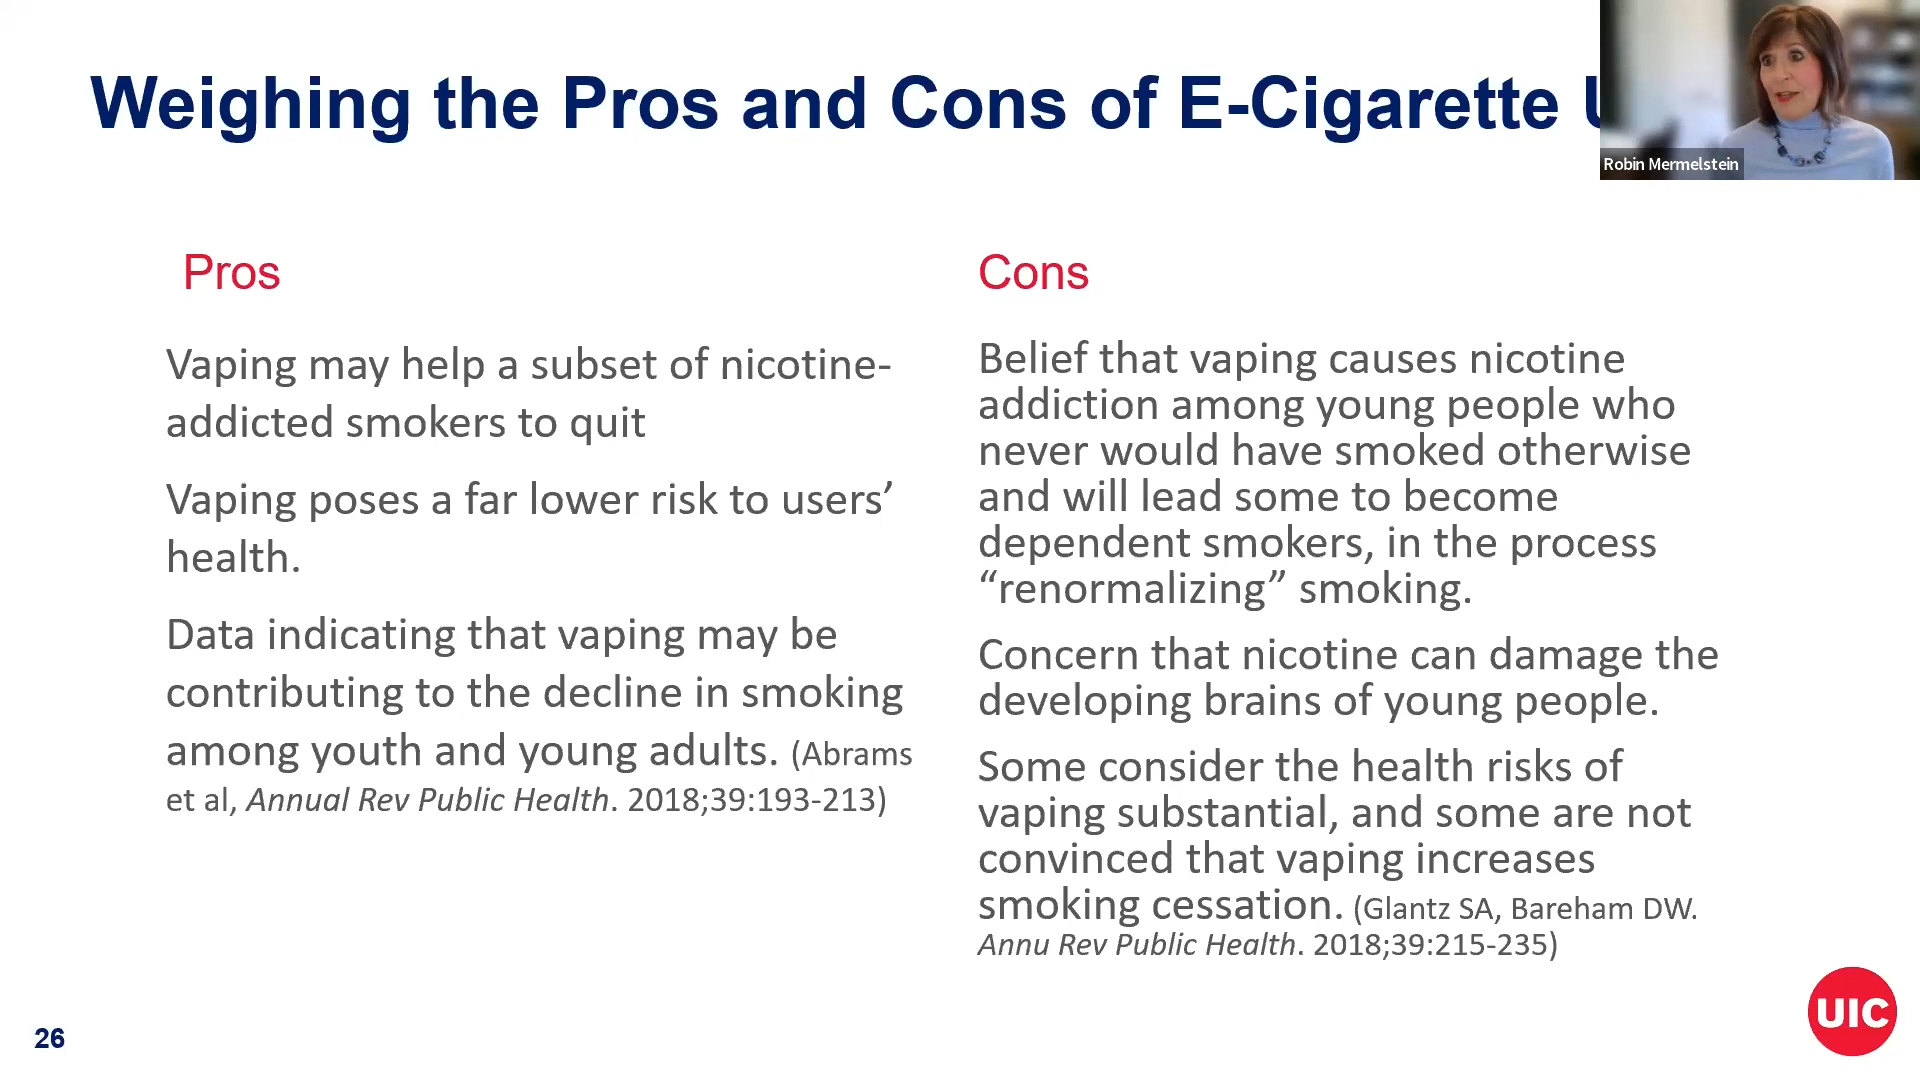 Weighing the Pros and Cons of E-Cigarette
Robin Mermelstein
Pros
Vaping may help a subset of nicotine-
addicted smokers to quit
Vaping poses a far lower risk to users’
health.
Data indicating that vaping may be
contributing to the decline in smoking
among youth and young adults. (Abrams
et al, Annual Rev Public Health. 2018;39:193-213)
Cons
Belief that vaping causes nicotine
addiction among young people who
never would have smoked otherwise
and will lead some to become
dependent smokers, in the process
“renormalizing” smoking.
Concern that nicotine can damage the
developing brains of young people.
Some consider the health risks of
vaping substantial, and some are not
convinced that vaping increases
smoking cessation. (Glantz SA, Bareham DW.
Annu Rev Public Health. 2018;39:215-235)
26
UIC